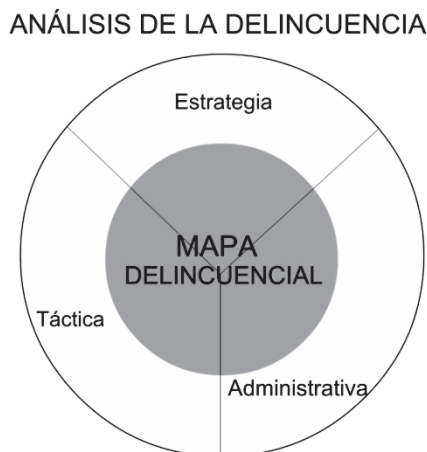 ANÁLISIS DE LA DELINCUENCIA
Estrategia
MAPA
DELINCUENCIAL
Táctica
Administrativa